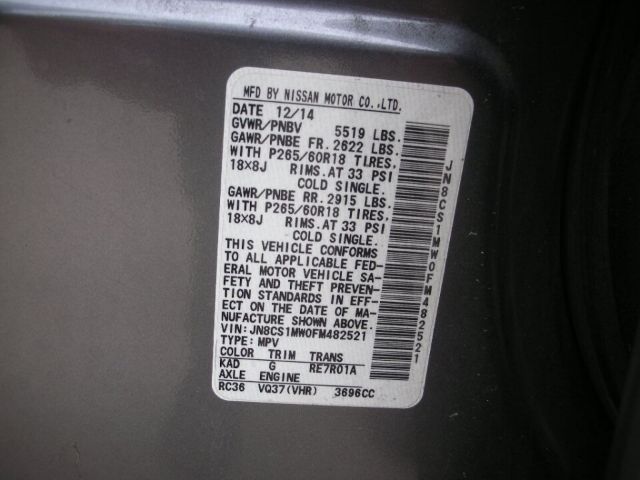 MFD BY NISSAN MOTOR CO.,LTD.
DATE 12/14
GVWR/PNBV 5519 LBS.
GAWR/PNBE FR. 2622 LBS.
WITH P265/60R18 TIRES,
18X8J RIMS.AT 33 PSI
COLD SINGLE.
GAWR/PNBE RR. 2915 LBS.
WITH P265/60R18 TIRES,
18X8J RIMS.AT 33 PSI
COLD SINGLE.
THIS VEHICLE CONFORMS
TO ALL APPLICABLE FED-
ERAL MOTOR VEHICLE SA-
FETY AND THEFT PREVEN-
TION STANDARDS IN EFF-
ECT ON THE DATE OF MA-
NUFACTURE SHOWN ABOVE.
VIN: JN8CS1MW0FM482521
TYPE: MPV
COLOR TRIM TRANS
KAD G RE7R01A
AXLE ENGINE
RC36 VQ37(VHR) 3696CC
JN8CS1MW0FM482521